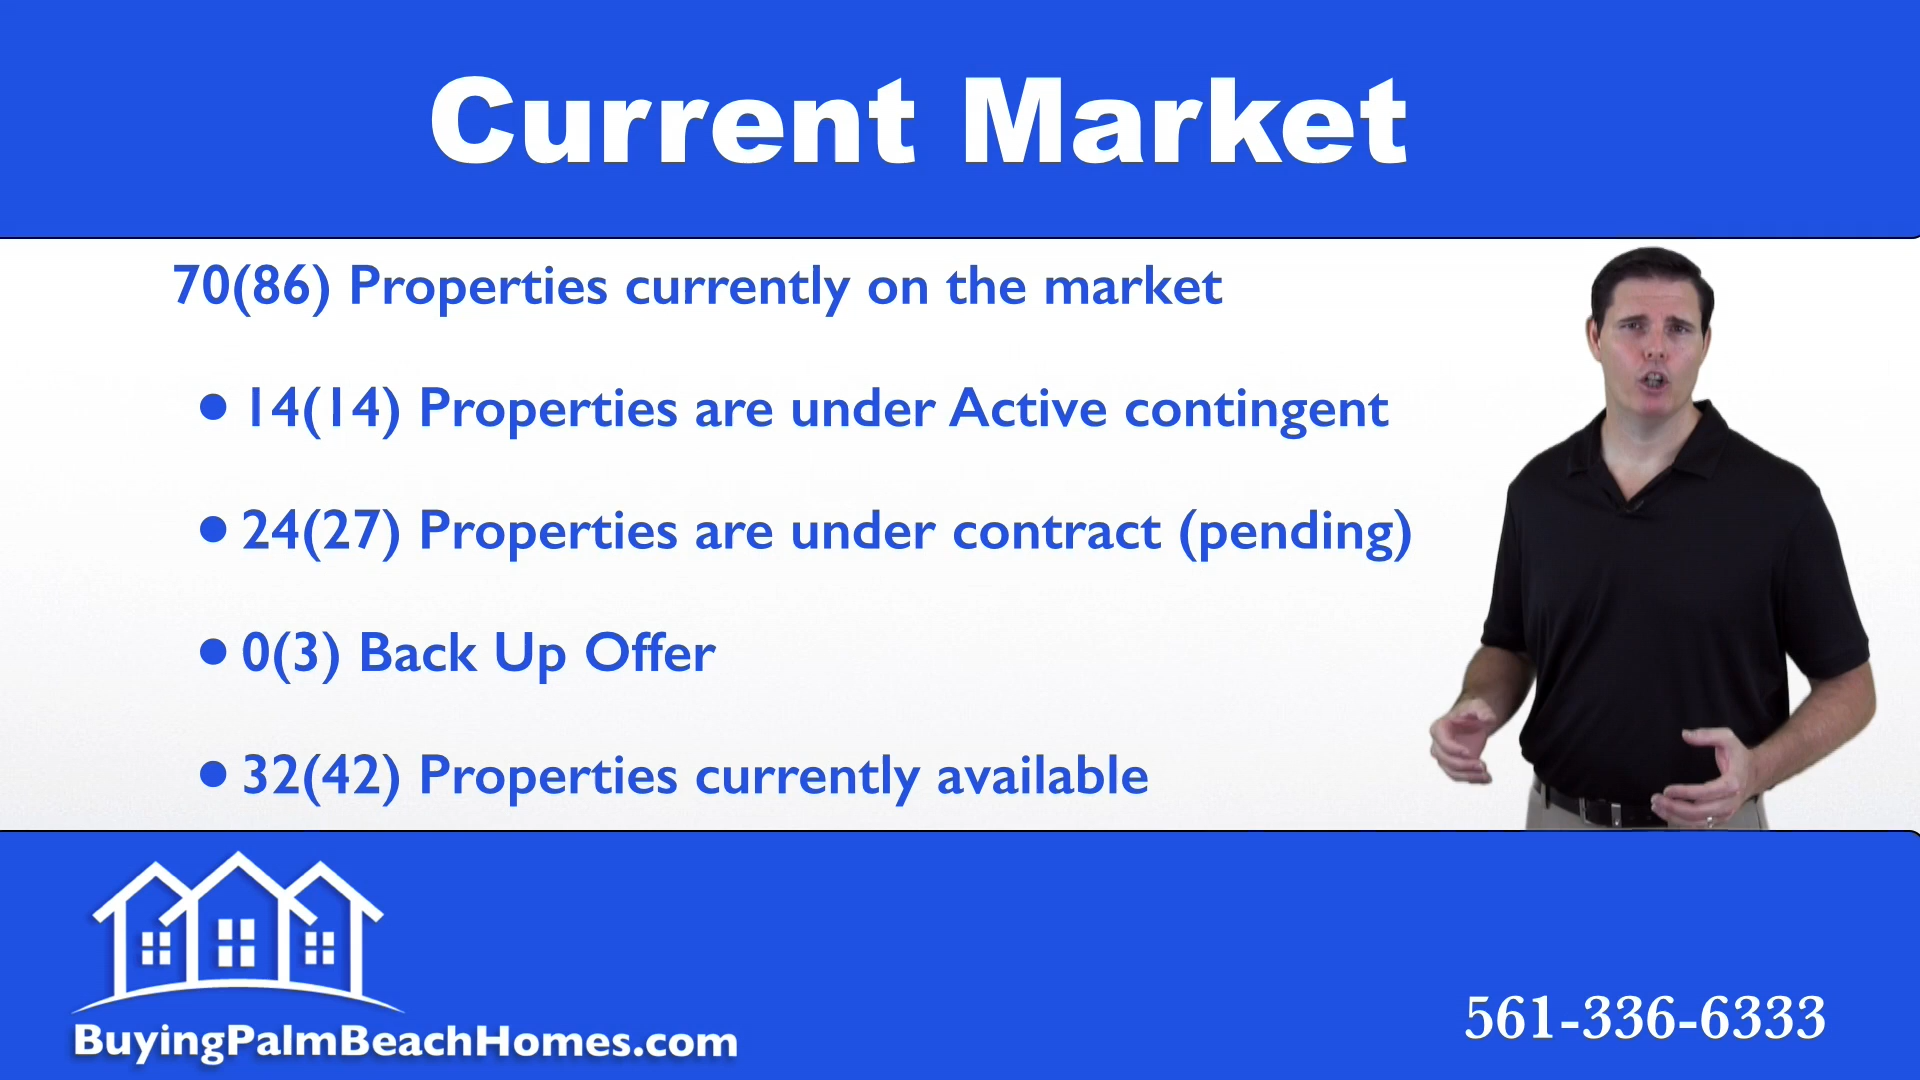 Current Market
70(86) Properties currently on the market
● 14(14) Properties are under Active contingent
● 24(27) Properties are under contract (pending)
● 0(3) Back Up Offer
● 32(42) Properties currently available
BuyingPalmBeachHomes.com
561-336-6333